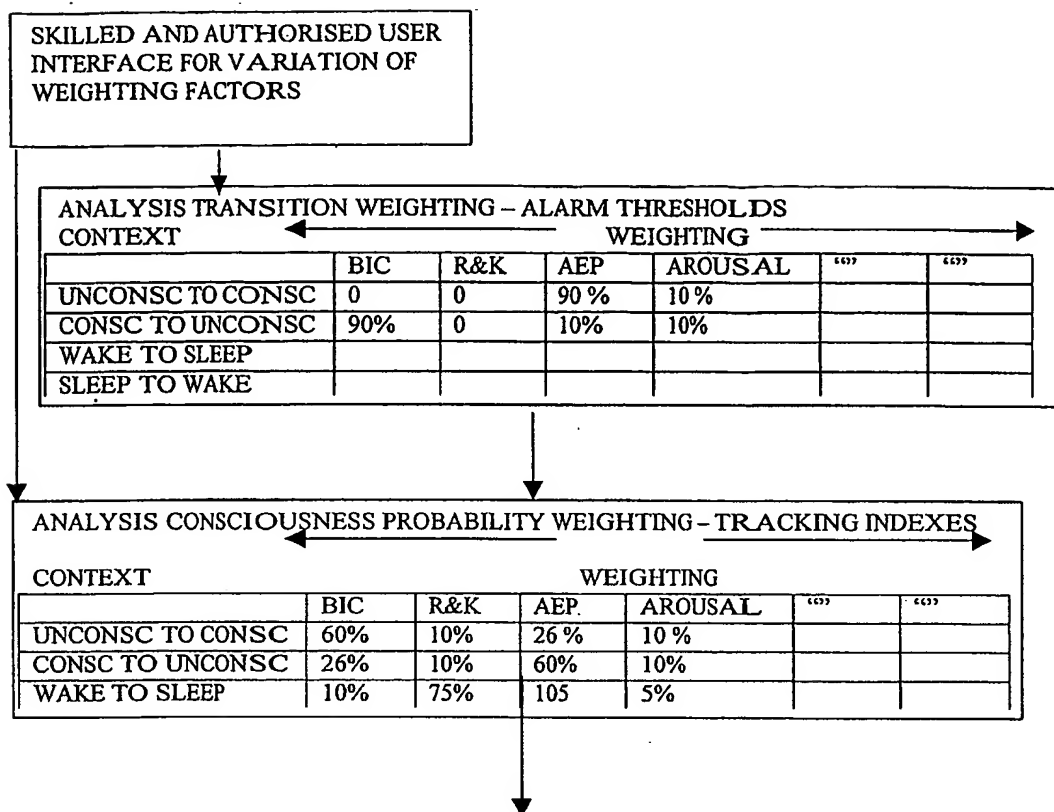 SKILLED AND AUTHORISED USER
INTERFACE FOR VARIATION OF
WEIGHTING FACTORS
ANALYSIS TRANSITION WEIGHTING – ALARM THRESHOLDS
CONTEXT WEIGHTING
BIC R&K AEP AROUSAL “” “”
UNCONSC TO CONSC 0 0 90 % 10 %
CONSC TO UNCONSC 90% 0 10% 10%
WAKE TO SLEEP
SLEEP TO WAKE
ANALYSIS CONSCIOUSNESS PROBABILITY WEIGHTING – TRACKING INDEXES
CONTEXT WEIGHTING
BIC R&K AEP. AROUSAL “” “”
UNCONSC TO CONSC 60% 10% 26 % 10 %
CONSC TO UNCONSC 26% 10% 60% 10%
WAKE TO SLEEP 10% 75% 105 5%